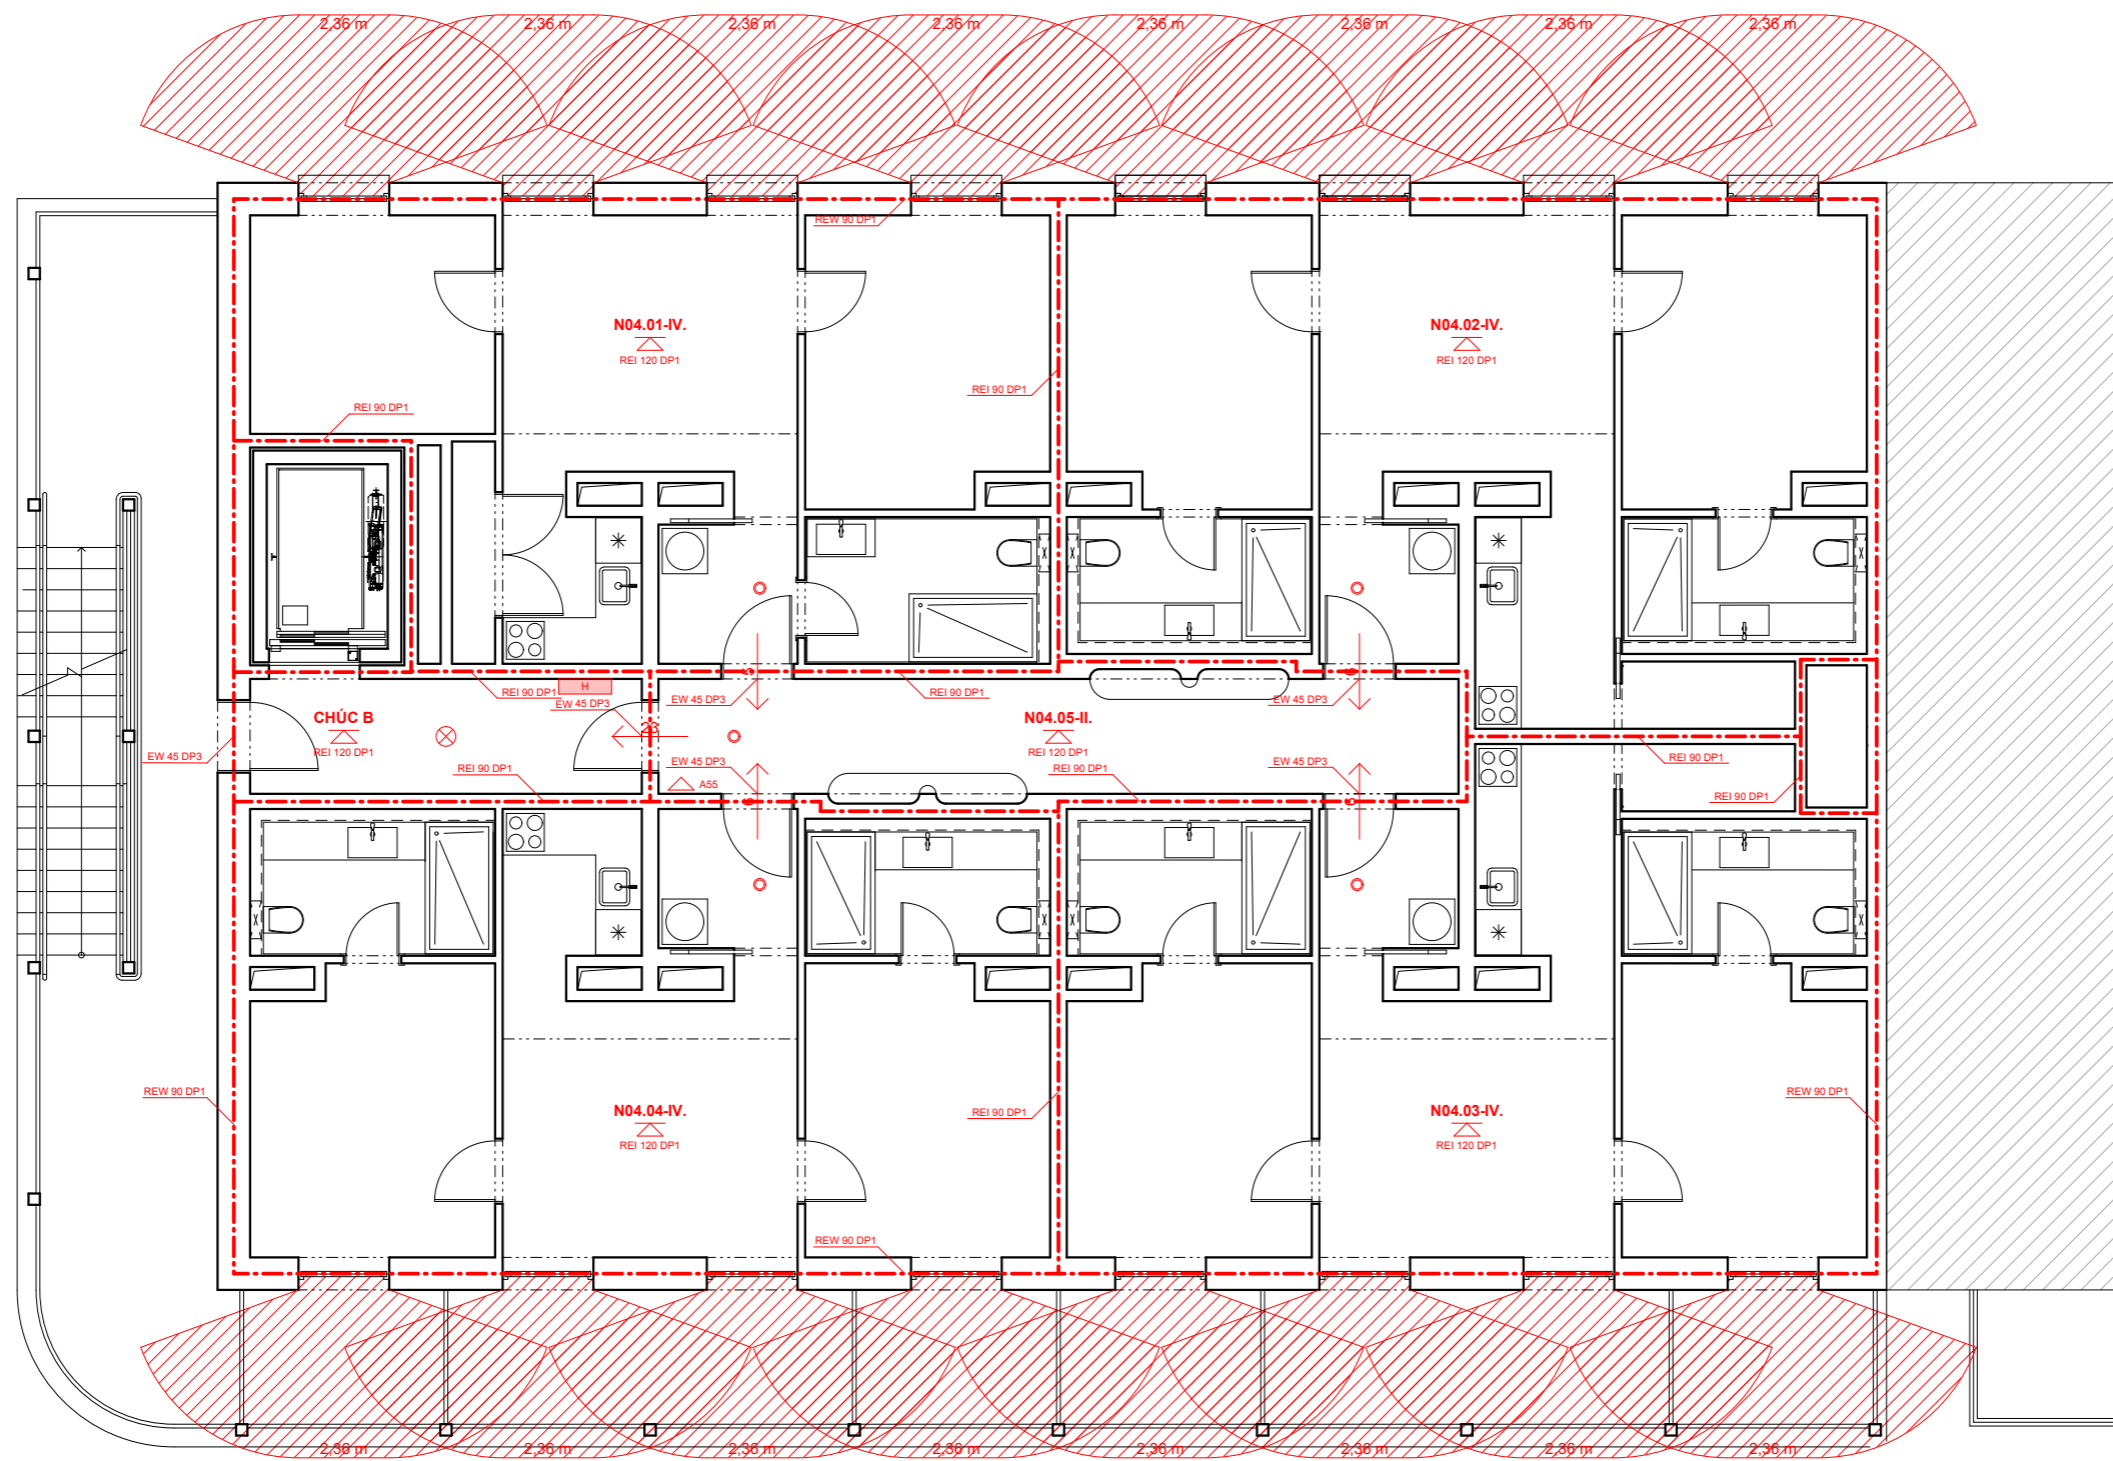 2,36 m 2,36 m 2,36 m 2,36 m 2,36 m 2,36 m 2,36 m 2,36 m
REW 90 DP1
N04.01-IV.
REI 120 DP1
N04.02-IV.
REI 120 DP1
REI 90 DP1
REI 90 DP1
REI 90 DP1
H
EW 45 DP3
EW 45 DP3
REI 90 DP1
EW 45 DP3
CHÚC B
REI 120 DP1
23
N04.05-II.
REI 120 DP1
EW 45 DP3
REI 90 DP1
A55
EW 45 DP3
REI 90 DP1
EW 45 DP3
REI 90 DP1
REI 90 DP1
REW 90 DP1
N04.04-IV.
REI 120 DP1
REI 90 DP1
N04.03-IV.
REI 120 DP1
REW 90 DP1
REW 90 DP1
2,36 m 2,36 m 2,36 m 2,36 m 2,36 m 2,36 m 2,36 m 2,36 m